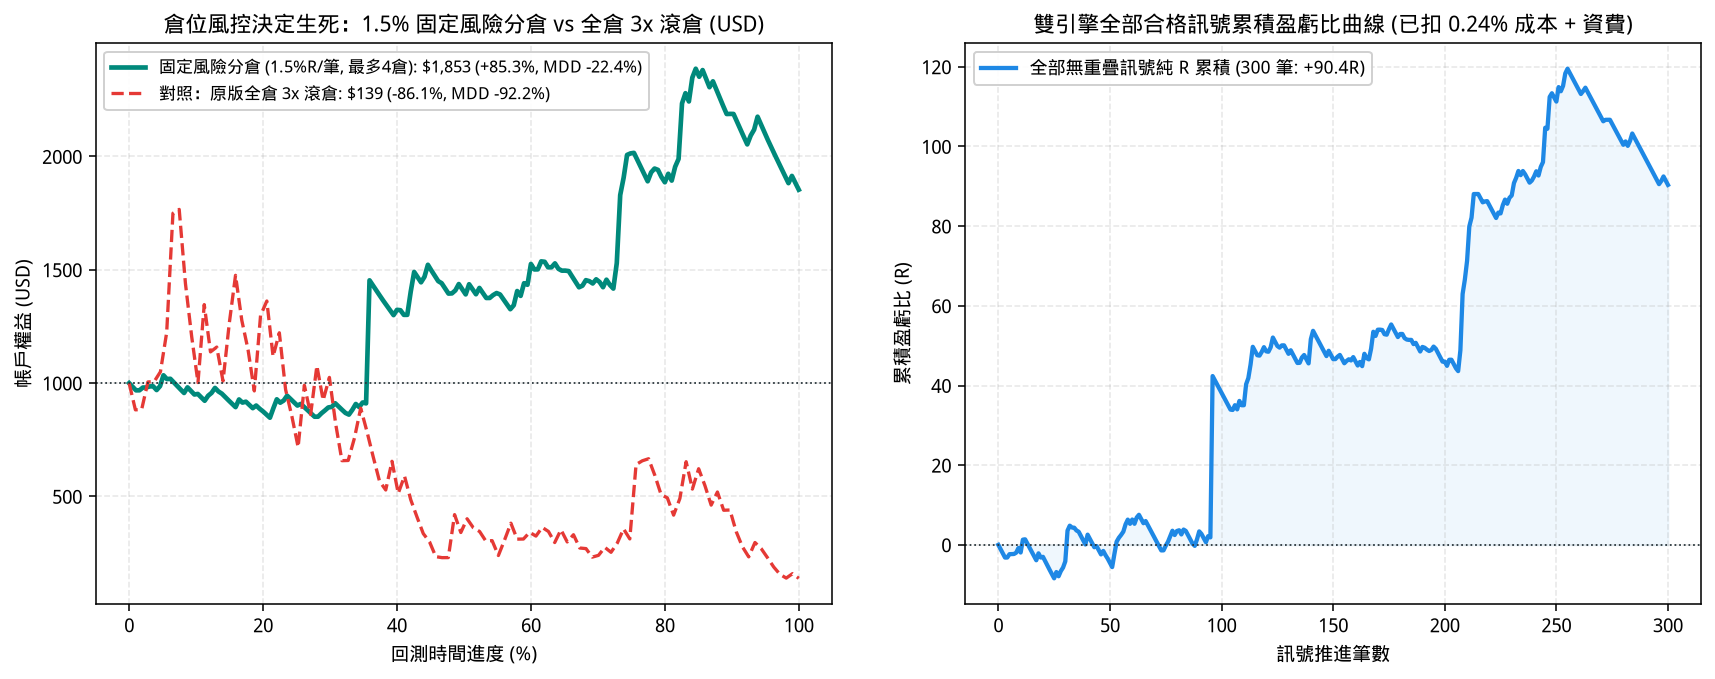 倉位風控決定生死：1.5% 固定風險分倉 vs 全倉 3x 滾倉 (USD)
固定風險分倉 (1.5%R/筆, 最多4倉): $1,853 (+85.3%, MDD -22.4%)
對照：原版全倉 3x 滾倉: $139 (-86.1%, MDD -92.2%)
帳戶權益 (USD)
2000
1500
1000
500
0
20
40
60
80
100
回測時間進度 (%)
雙引擎全部合格訊號累積盈虧比曲線 (已扣 0.24% 成本 + 資費)
全部無重疊訊號純 R 累積 (300 筆: +90.4R)
累積盈虧比 (R)
120
100
80
60
40
20
0
0
50
100
150
200
250
300
訊號推進筆數